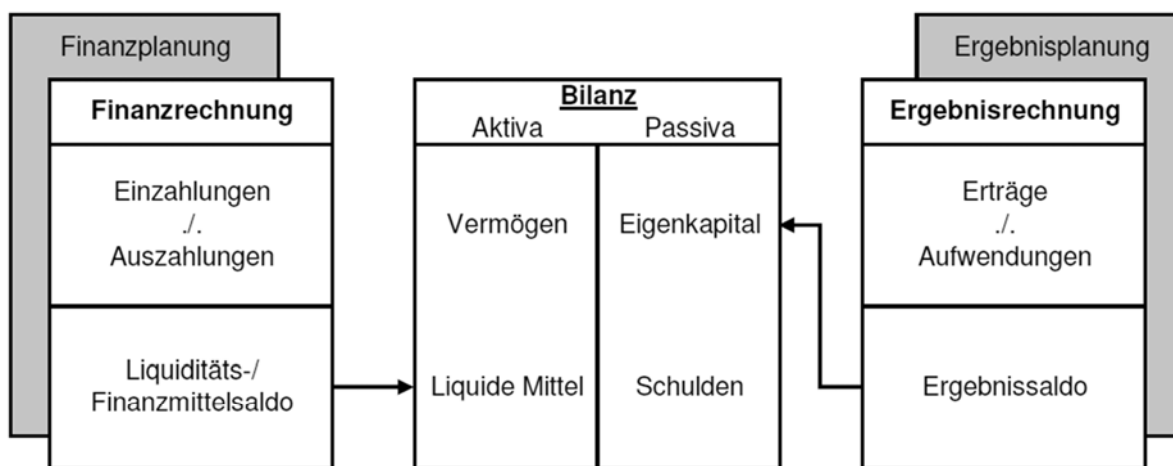 Finanzplanung
Finanzrechnung
Einzahlungen
./.
Auszahlungen
Liquiditäts-/
Finanzmittelsaldo
Bilanz
Aktiva Passiva
Vermögen Eigenkapital
Liquide Mittel Schulden
Ergebnisplanung
Ergebnisrechnung
Erträge
./.
Aufwendungen
Ergebnissaldo